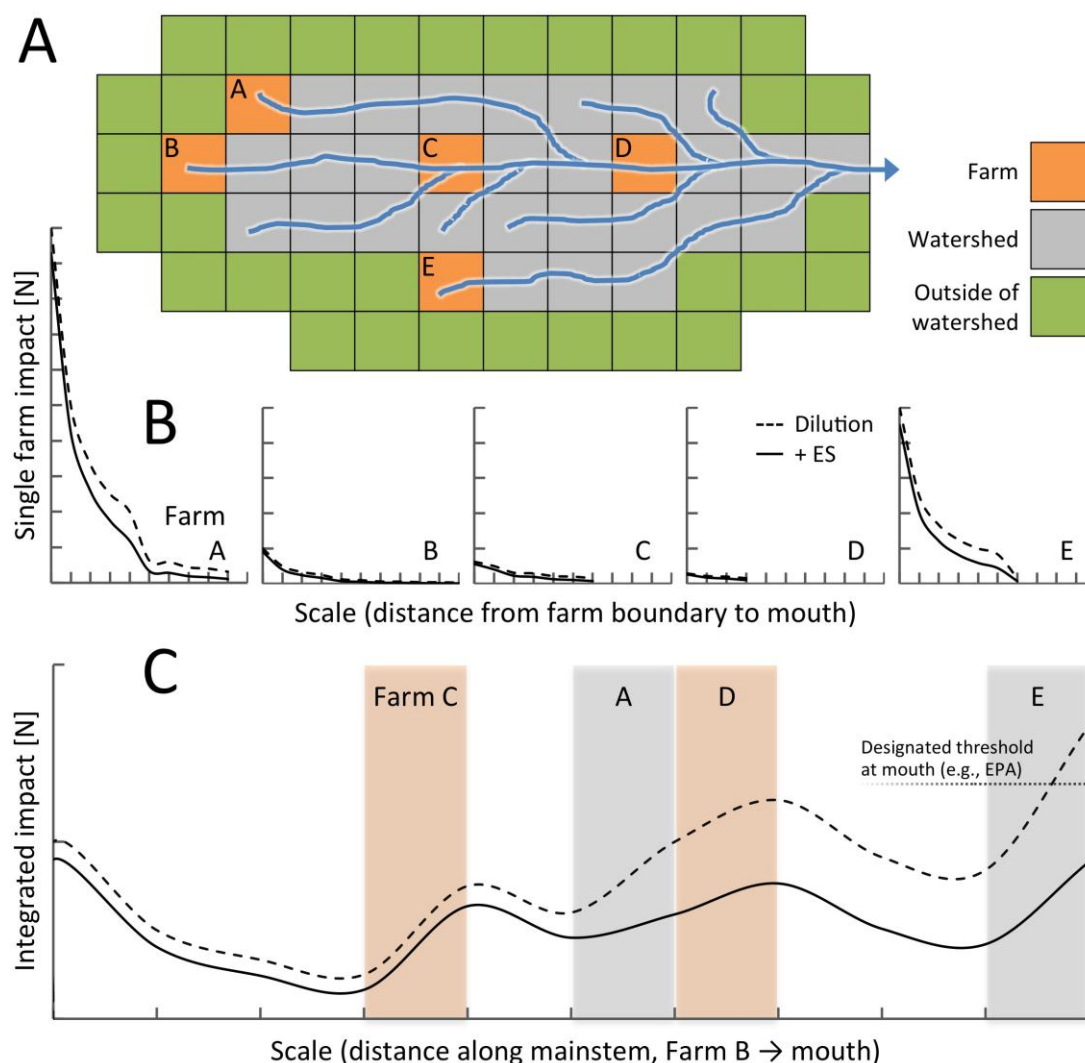 A
A
B
C
D
E
Farm
Watershed
Outside of
watershed
Single farm impact [N]
B
Farm
A
B
C
D
E
Dilution
+ ES
Scale (distance from farm boundary to mouth)
C
Integrated impact [N]
Farm C
A
D
E
Designated threshold
at mouth (e.g., EPA)
Scale (distance along mainstem, Farm B → mouth)